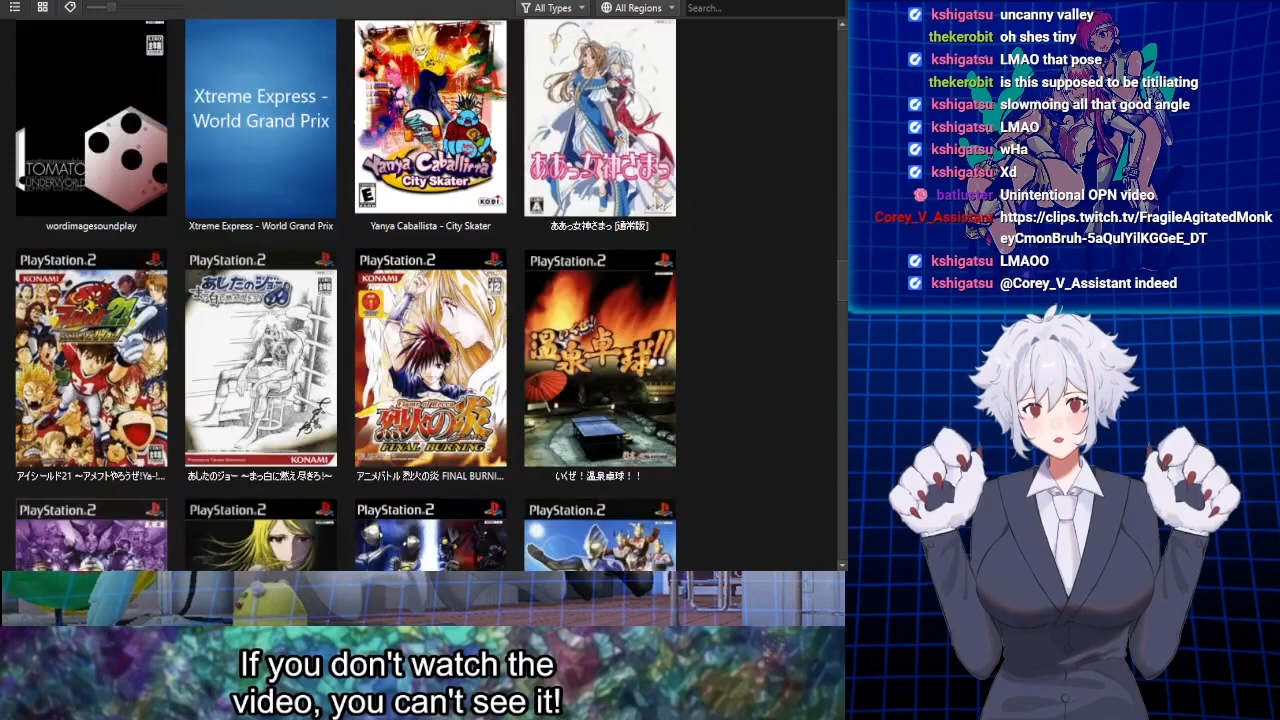 All Types
All Regions
Search...
TOMATO
UNDERWORLD
wordimagesoundplay
Xtreme Express -
World Grand Prix
Xtreme Express - World Grand Prix
Yanya Caballista
City Skater
E
KOEI
Yanya Caballista - City Skater
ああっ女神さまっ
A
ああっ女神さまっ [通常版]
PlayStation.2
KONAMI
アイシールド21 ~アメフトやろうぜ!Ya-!...
PlayStation.2
あしたのジョー
KONAMI
あしたのジョー ~まっ白に燃え尽きろ!~
PlayStation.2
KONAMI
12
Flame of Recca
烈火の炎
FINAL BURNING
アニメバトル 烈火の炎 FINAL BURNI...
PlayStation.2
いくぜ!
温泉卓球!!
いくぜ！温泉卓球！！
PlayStation.2
PlayStation.2
PlayStation.2
PlayStation.2
If you don't watch the
video, you can't see it!
kshigatsu uncanny valley
thekerobit oh shes tiny
kshigatsu LMAO that pose
thekerobit is this supposed to be titiliating
kshigatsu slowmoing all that good angle
kshigatsu LMAO
kshigatsu wHa
kshigatsu Xd
batluster Unintentional OPN video
Corey_V_Assistant https://clips.twitch.tv/FragileAgitatedMonk
eyCmonBruh-5aQulYilKGGeE_DT
kshigatsu LMAOO
kshigatsu @Corey_V_Assistant indeed